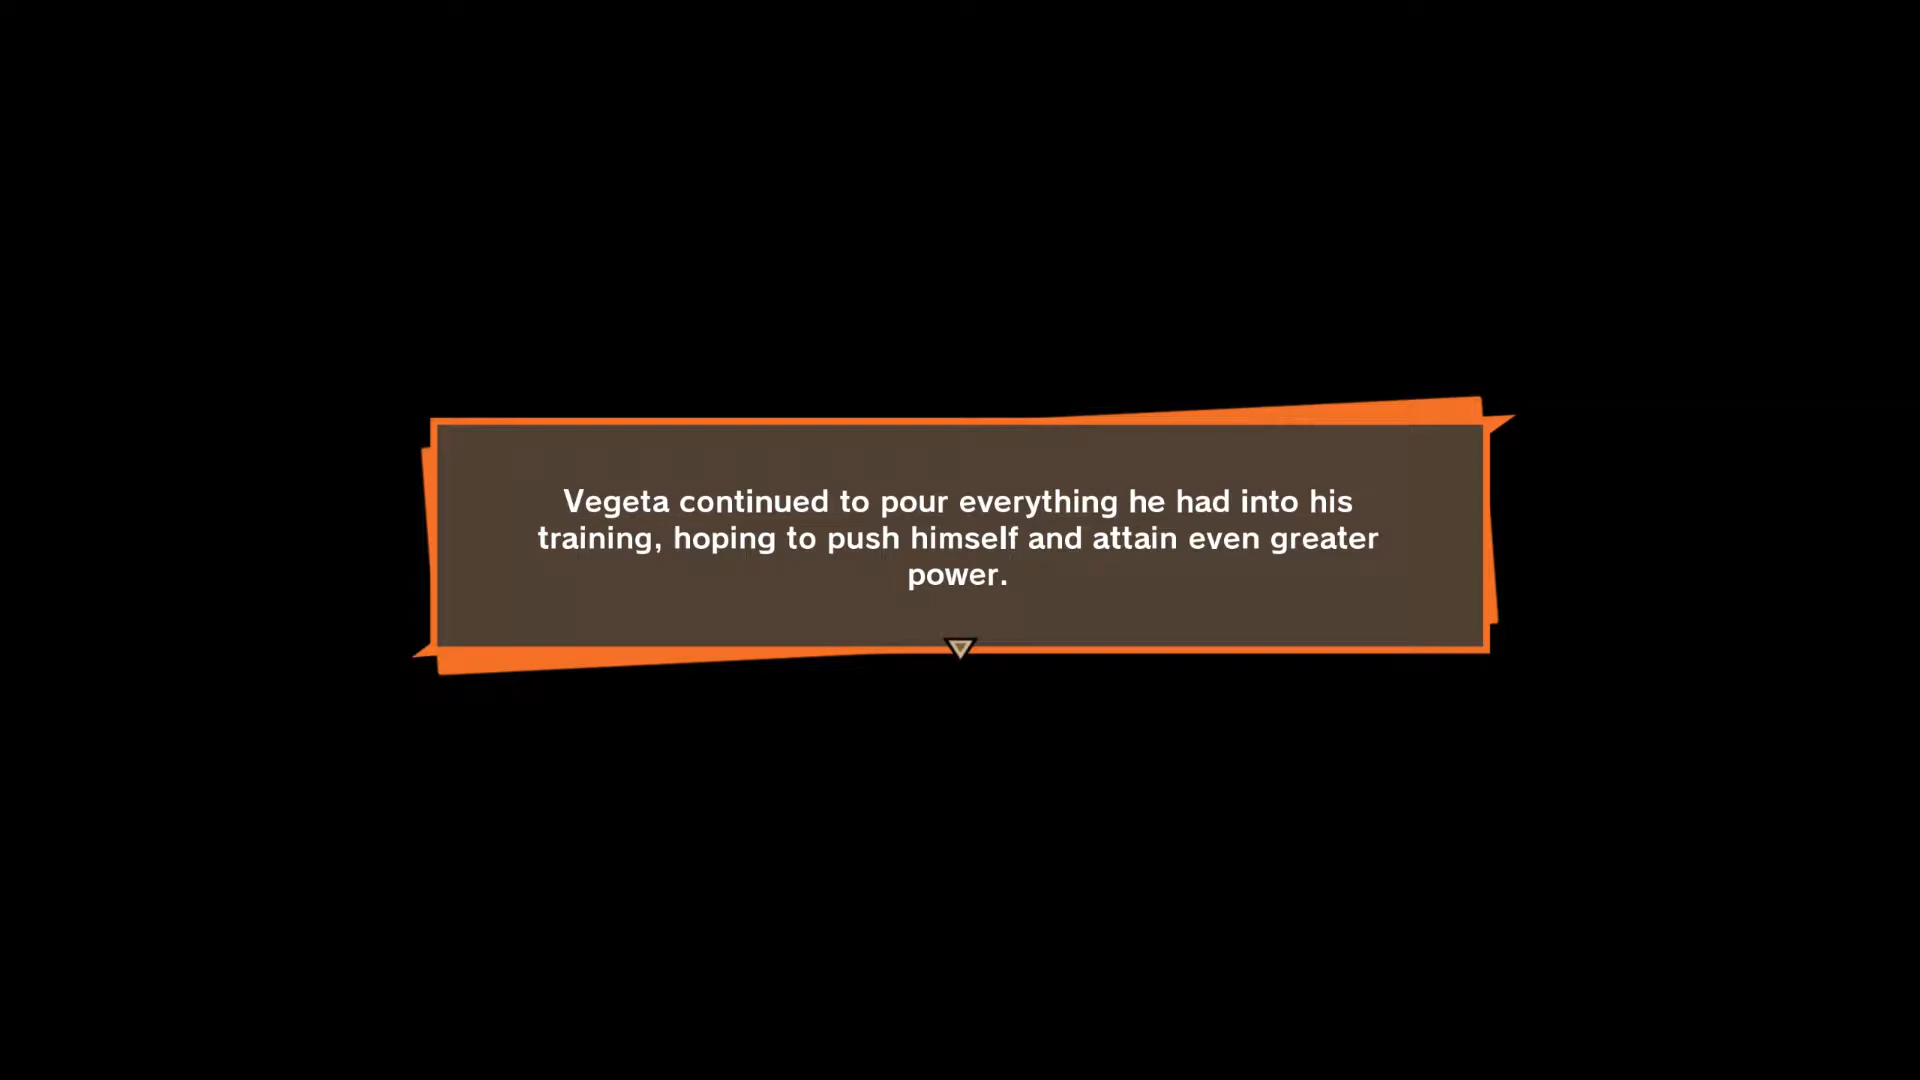 Vegeta continued to pour everything he had into his
training, hoping to push himself and attain even greater
power.